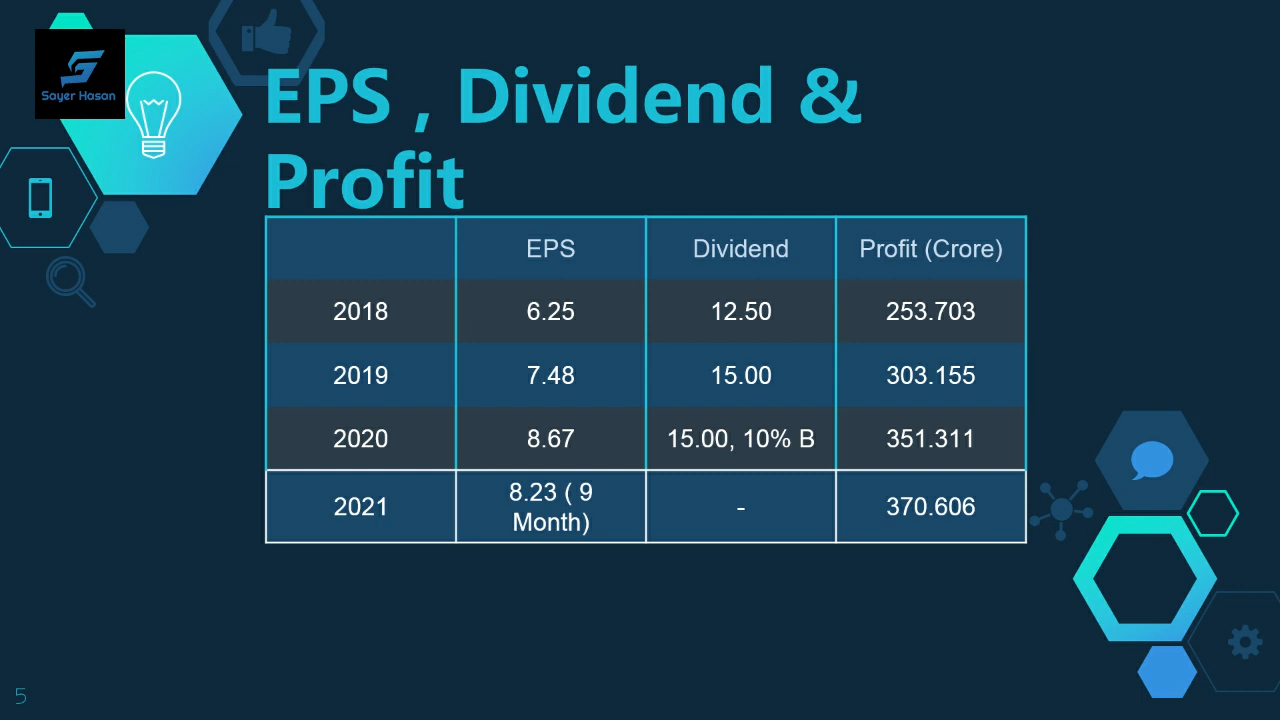 Sayer Hasan
EPS , Dividend &
Profit
EPS Dividend Profit (Crore)
2018 6.25 12.50 253.703
2019 7.48 15.00 303.155
2020 8.67 15.00, 10% B 351.311
2021 8.23 ( 9 Month) - 370.606
5